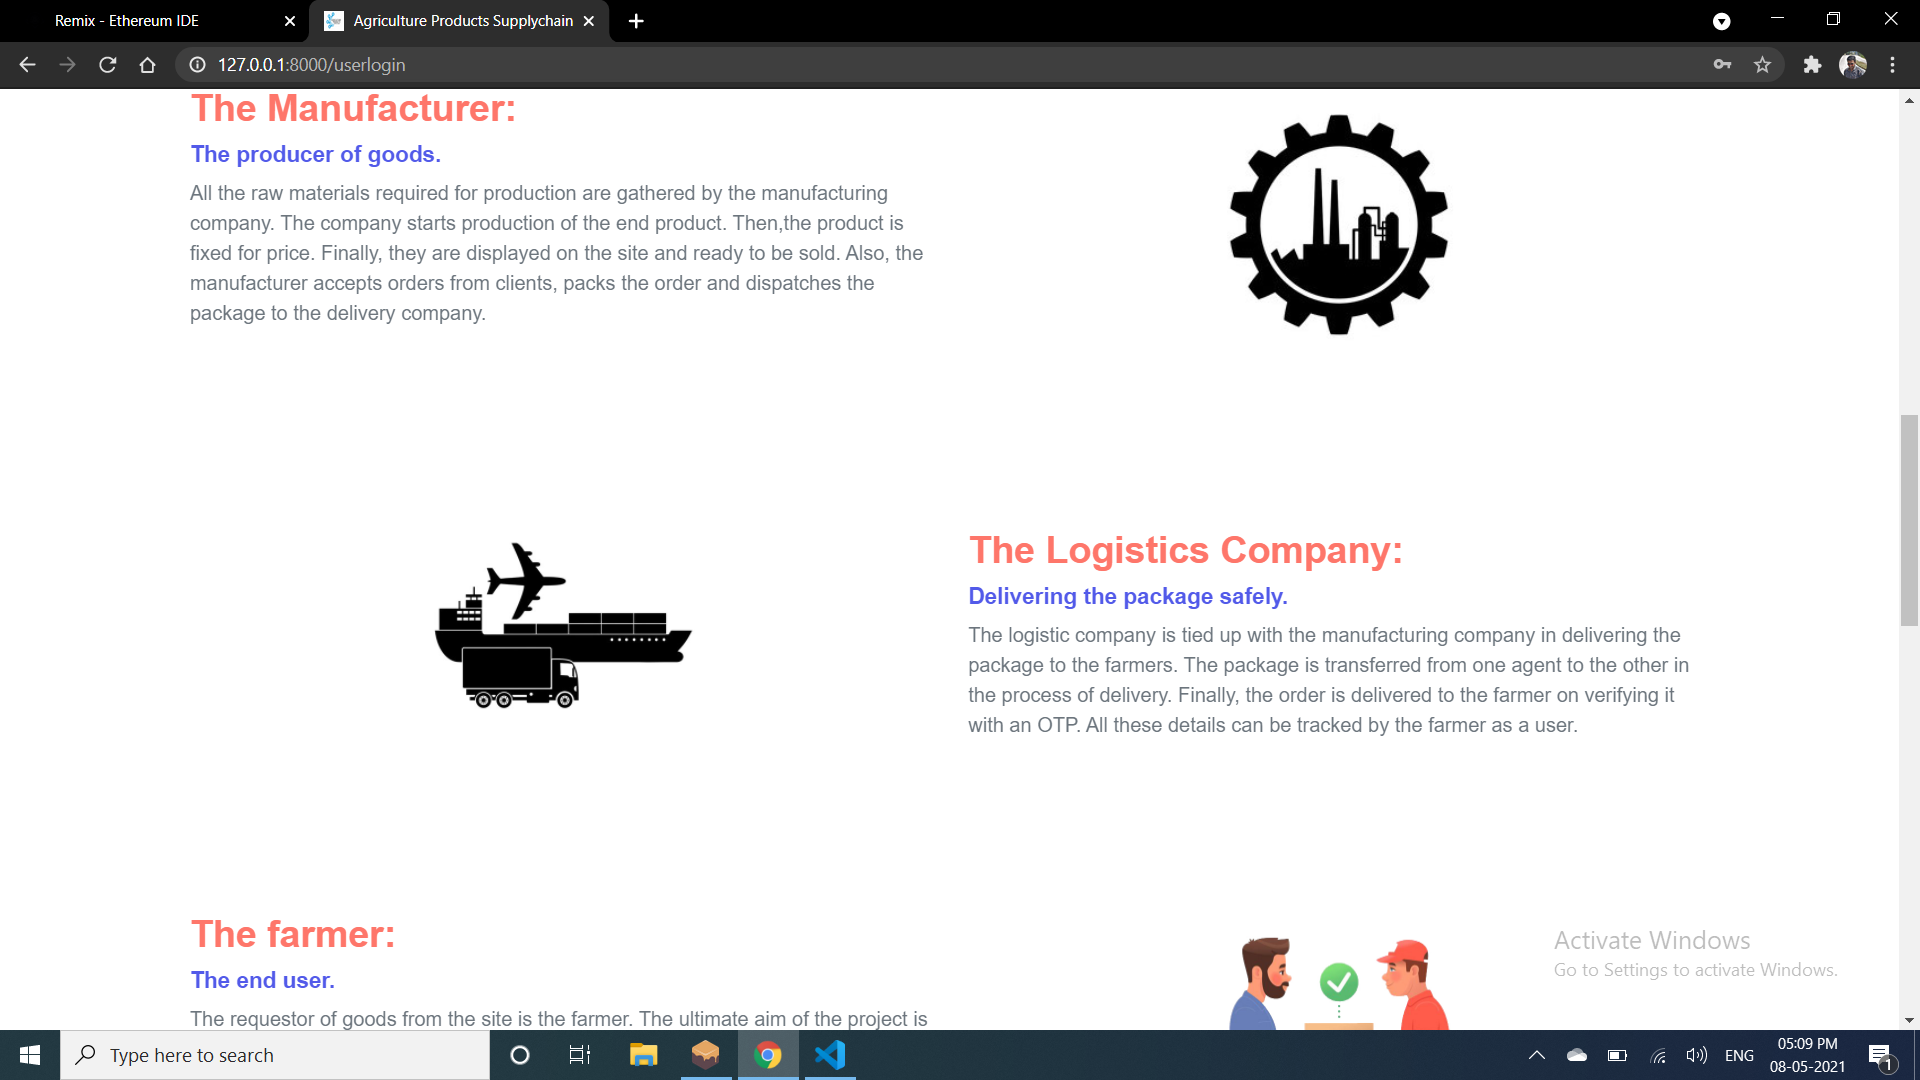 Remix - Ethereum IDE
Agriculture Products Supplychain
127.0.0.1:8000/userlogin
The Manufacturer:
The producer of goods.
All the raw materials required for production are gathered by the manufacturing
company. The company starts production of the end product. Then,the product is
fixed for price. Finally, they are displayed on the site and ready to be sold. Also, the
manufacturer accepts orders from clients, packs the order and dispatches the
package to the delivery company.
The Logistics Company:
Delivering the package safely.
The logistic company is tied up with the manufacturing company in delivering the
package to the farmers. The package is transferred from one agent to the other in
the process of delivery. Finally, the order is delivered to the farmer on verifying it
with an OTP. All these details can be tracked by the farmer as a user.
The farmer:
The end user.
The requestor of goods from the site is the farmer. The ultimate aim of the project is
Activate Windows
Go to Settings to activate Windows.
Type here to search
ENG
05:09 PM
08-05-2021
1